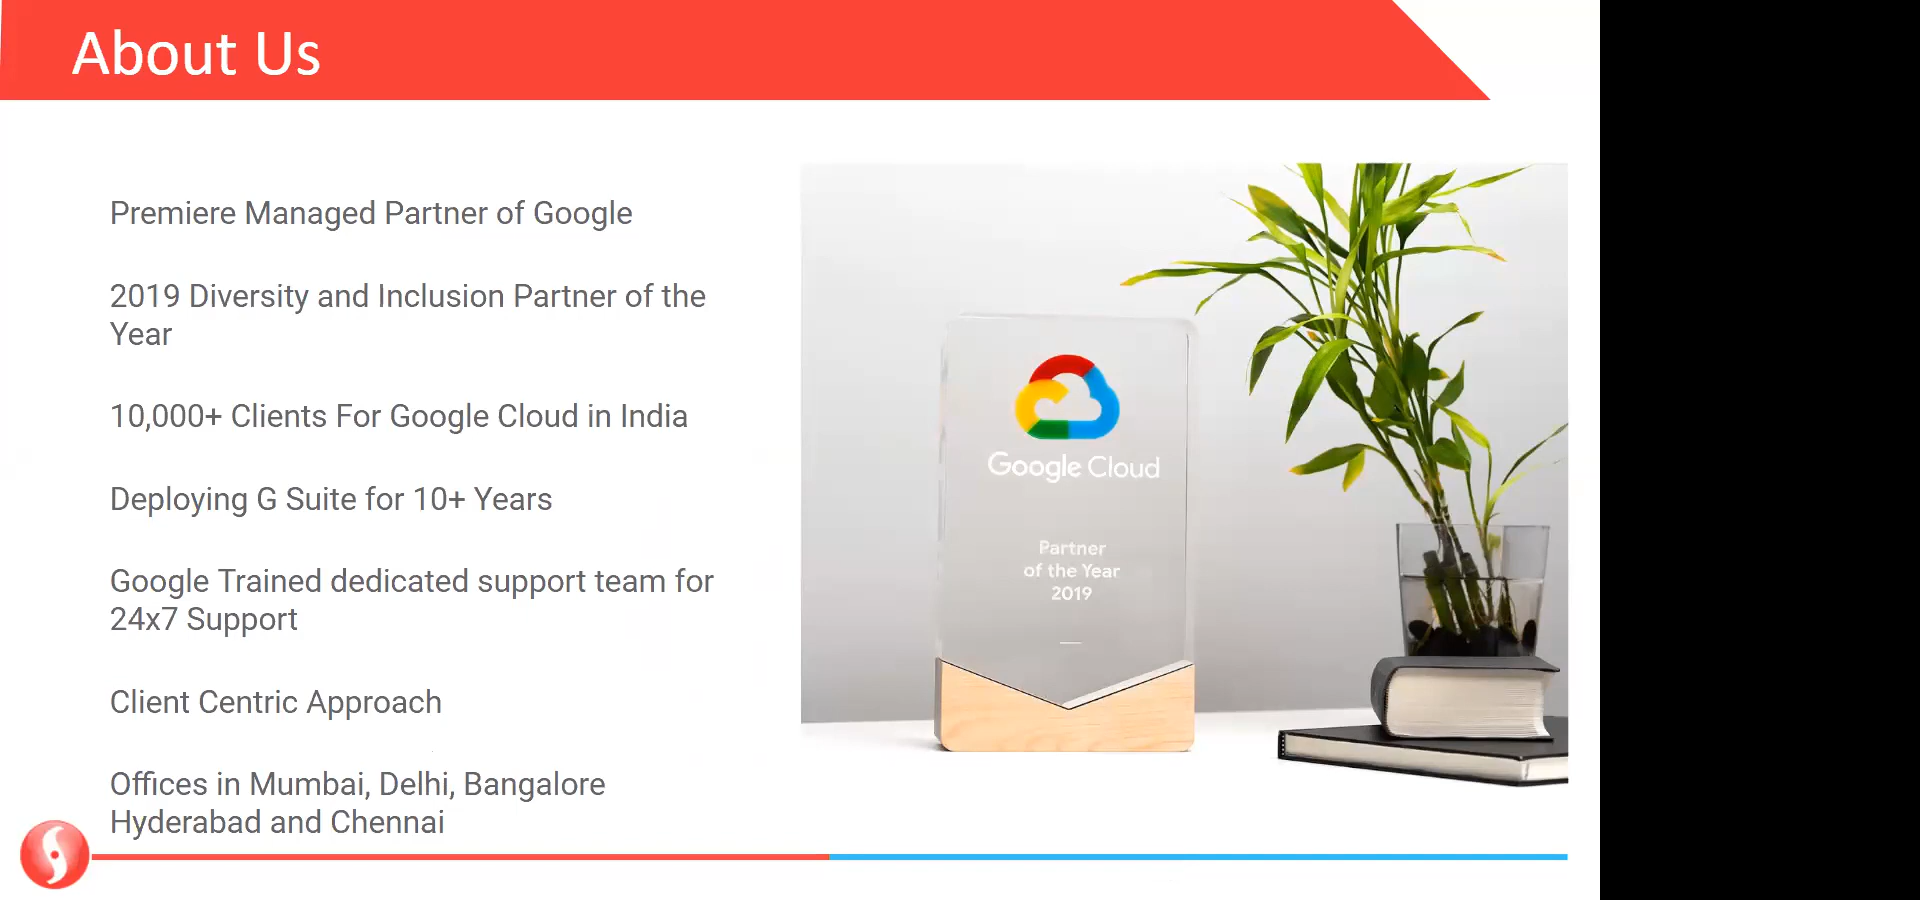 About Us
Premiere Managed Partner of Google
2019 Diversity and Inclusion Partner of the
Year
10,000+ Clients For Google Cloud in India
Deploying G Suite for 10+ Years
Google Trained dedicated support team for
24x7 Support
Client Centric Approach
Offices in Mumbai, Delhi, Bangalore
Hyderabad and Chennai
Google Cloud
Partner
of the Year
2019